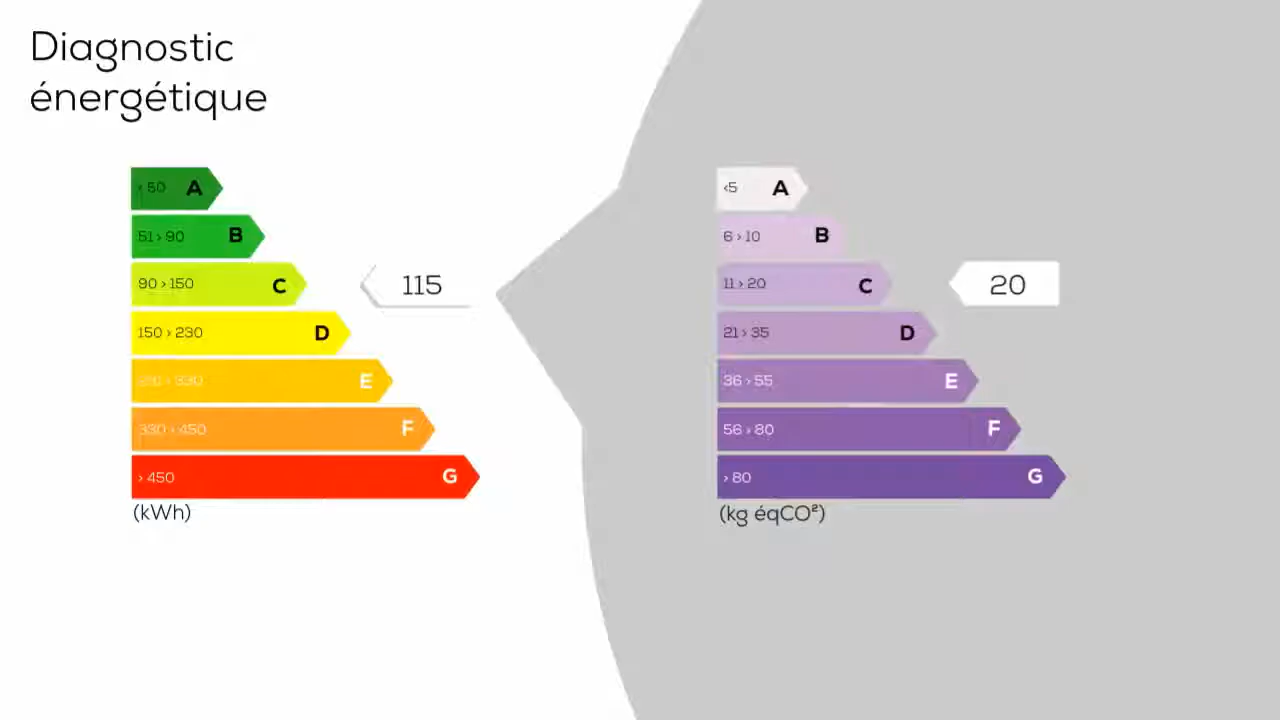 Diagnostic
énergétique
< 50 A
51 > 90 B
90 > 150 C
115
150 > 230 D
230 > 330 E
330 > 450 F
> 450 G
(kWh)
<5 A
6 > 10 B
11 > 20 C
20
21 > 35 D
36 > 55 E
56 > 80 F
> 80 G
(kg éqCO²)